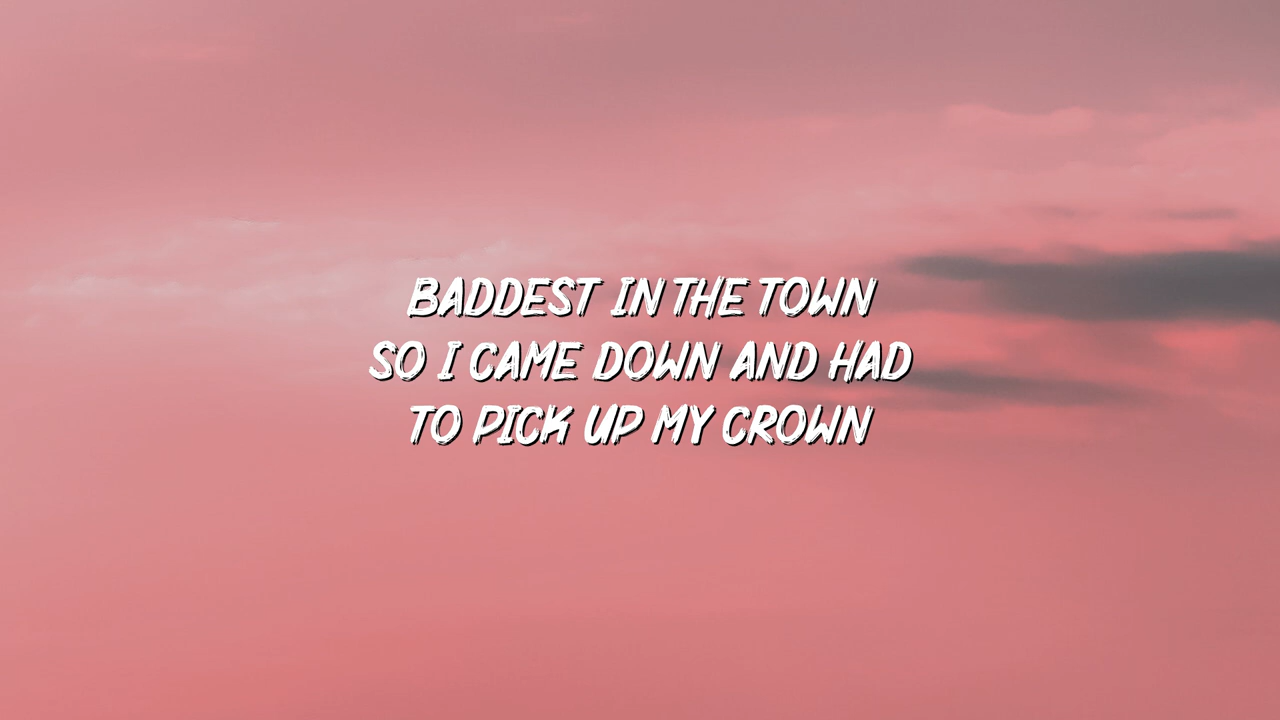 BADDEST IN THE TOWN
SO I CAME DOWN AND HAD
TO PICK UP MY CROWN